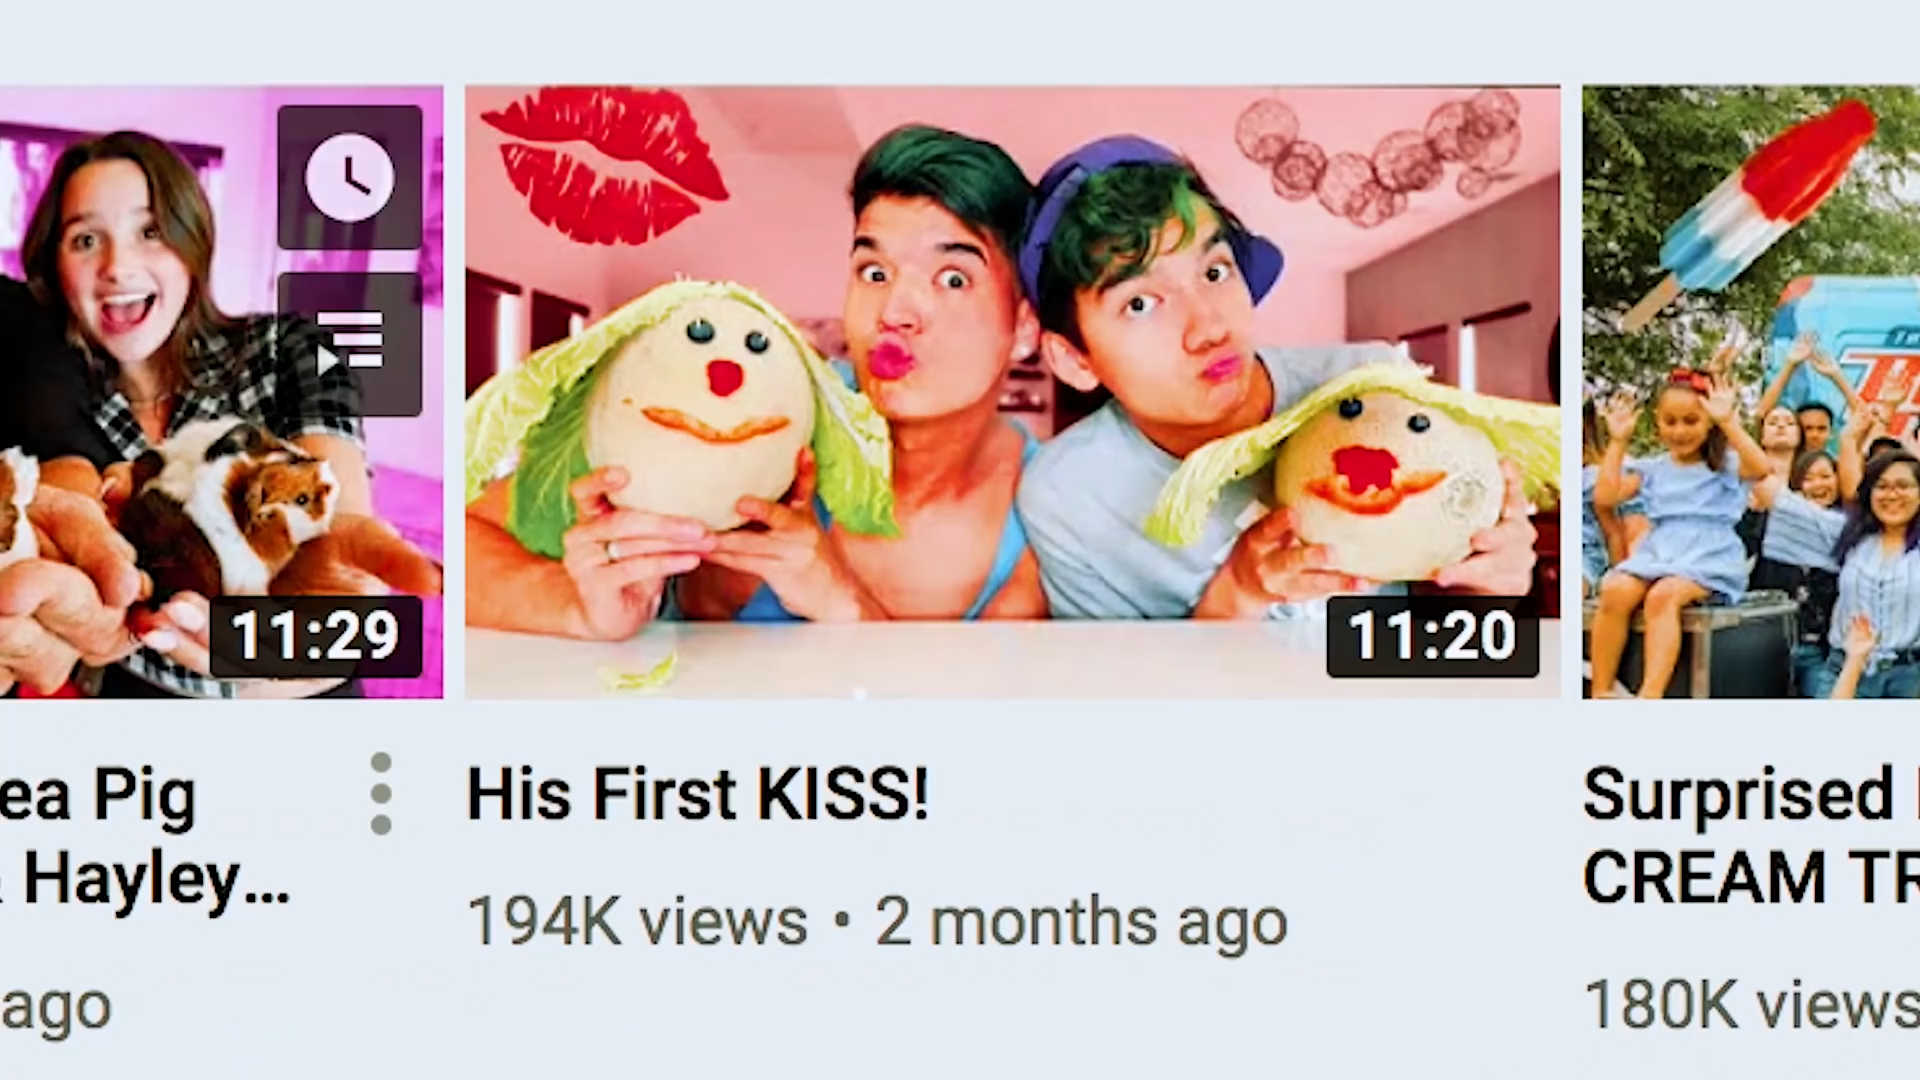 11:29
ea Pig
& Hayley...
ago
11:20
His First KISS!
194K views • 2 months ago
Surprised
CREAM TR
180K views